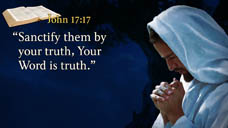 John 17:17
“Sanctify them by
your truth, Your
Word is truth.”